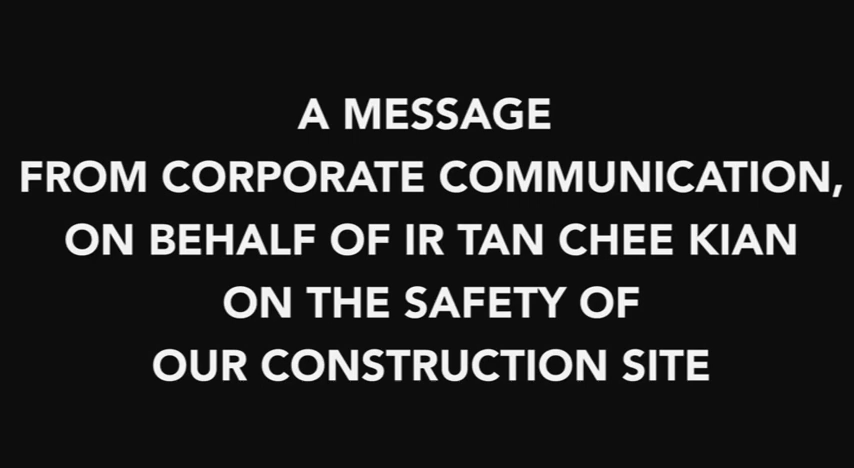 A MESSAGE
FROM CORPORATE COMMUNICATION,
ON BEHALF OF IR TAN CHEE KIAN
ON THE SAFETY OF
OUR CONSTRUCTION SITE